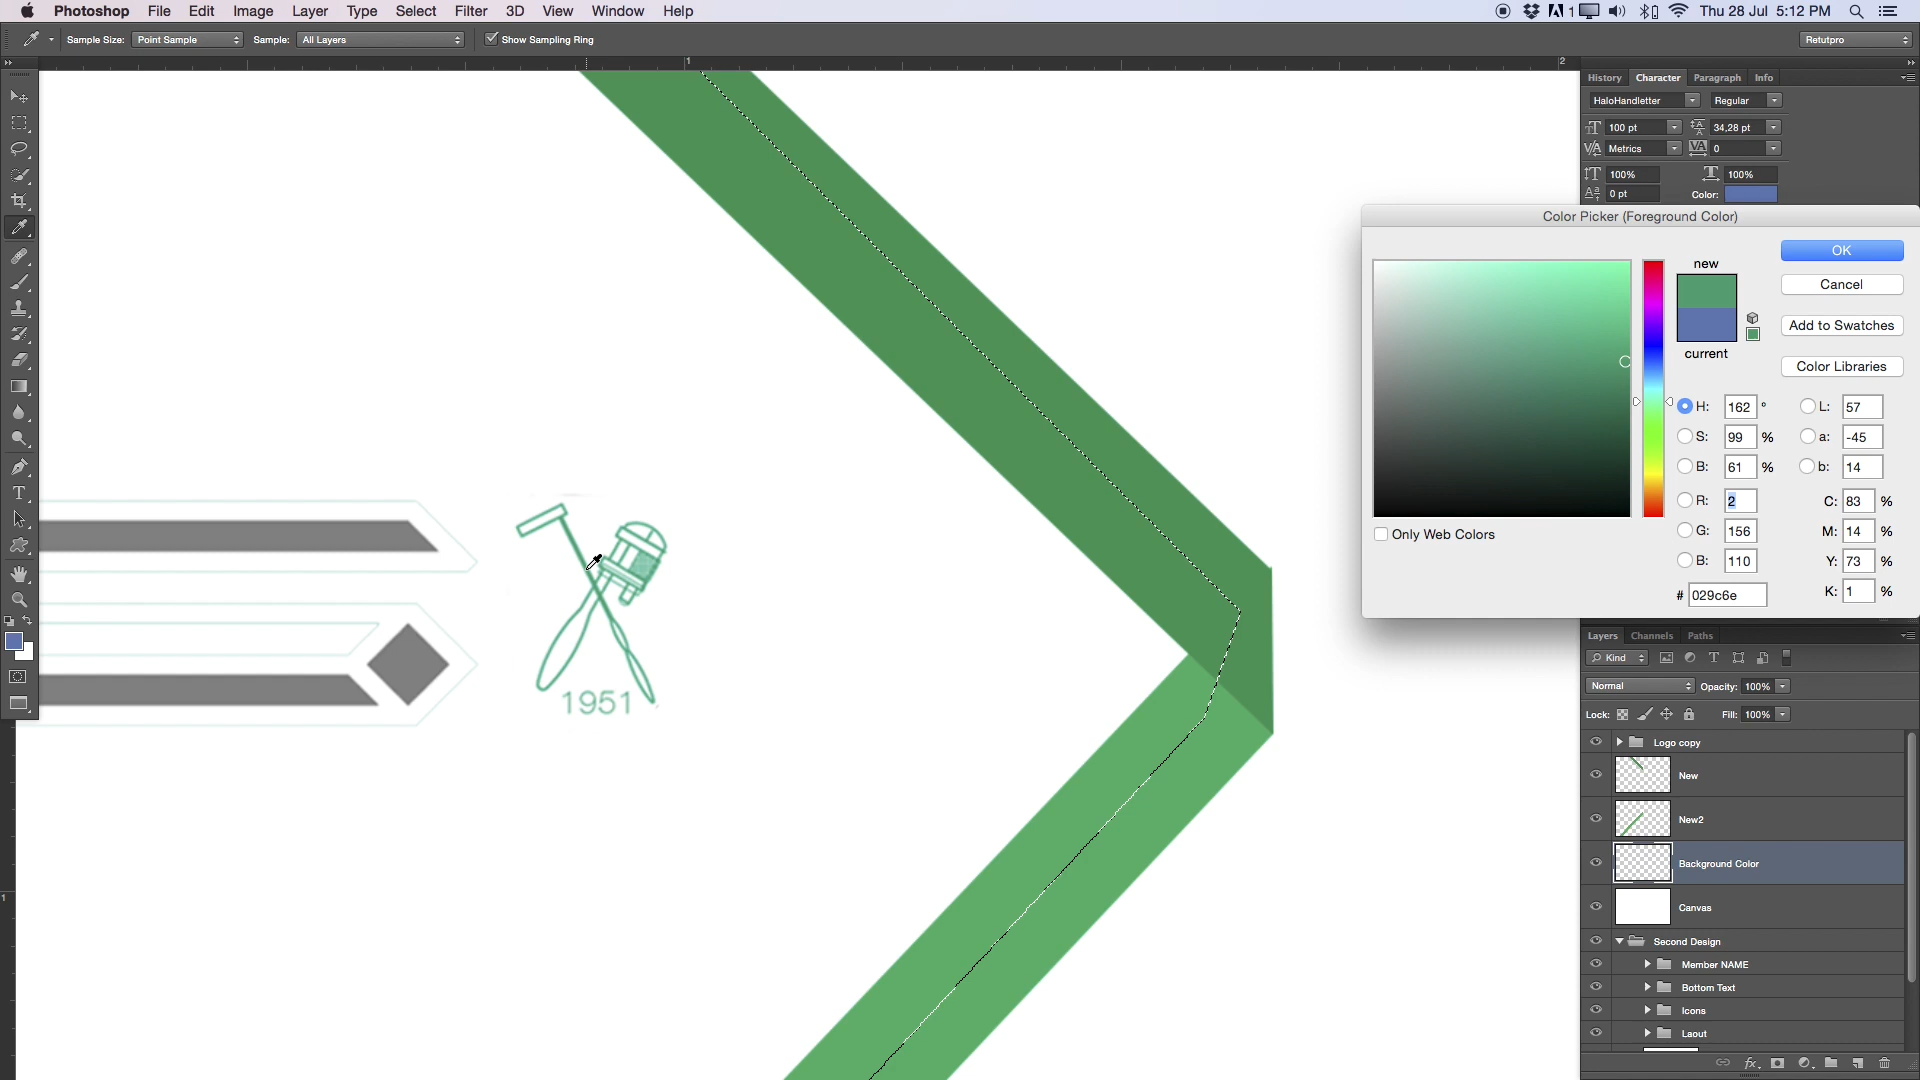 Photoshop File Edit Image Layer Type Select Filter 3D View Window Help 1 Thu 28 Jul 5:12 PM
Sample Size: Point Sample Sample: All Layers Show Sampling Ring Retutpro
1 2
History Character Paragraph Info
HaloHandletter Regular
100 pt 34,28 pt
Metrics 0
100% 100%
0 pt Color:
Color Picker (Foreground Color)
new
current
OK
Cancel
Add to Swatches
Color Libraries
H: 162 ° L: 57
S: 99 % a: -45
B: 61 % b: 14
R: 2 C: 83 %
G: 156 M: 14 %
B: 110 Y: 73 %
# 029c6e K: 1 %
Only Web Colors
1951
1
Layers Channels Paths
Kind
Normal Opacity: 100%
Lock: Fill: 100%
Logo copy
New
New2
Background Color
Canvas
Second Design
Member NAME
Bottom Text
Icons
Laout
fx